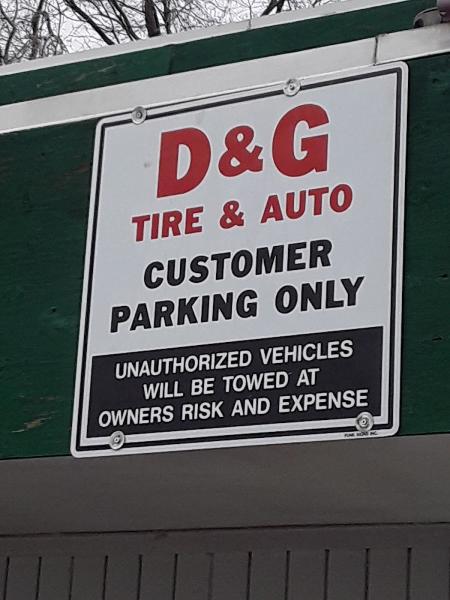 D&G
TIRE & AUTO
CUSTOMER
PARKING ONLY
UNAUTHORIZED VEHICLES
WILL BE TOWED AT
OWNERS RISK AND EXPENSE